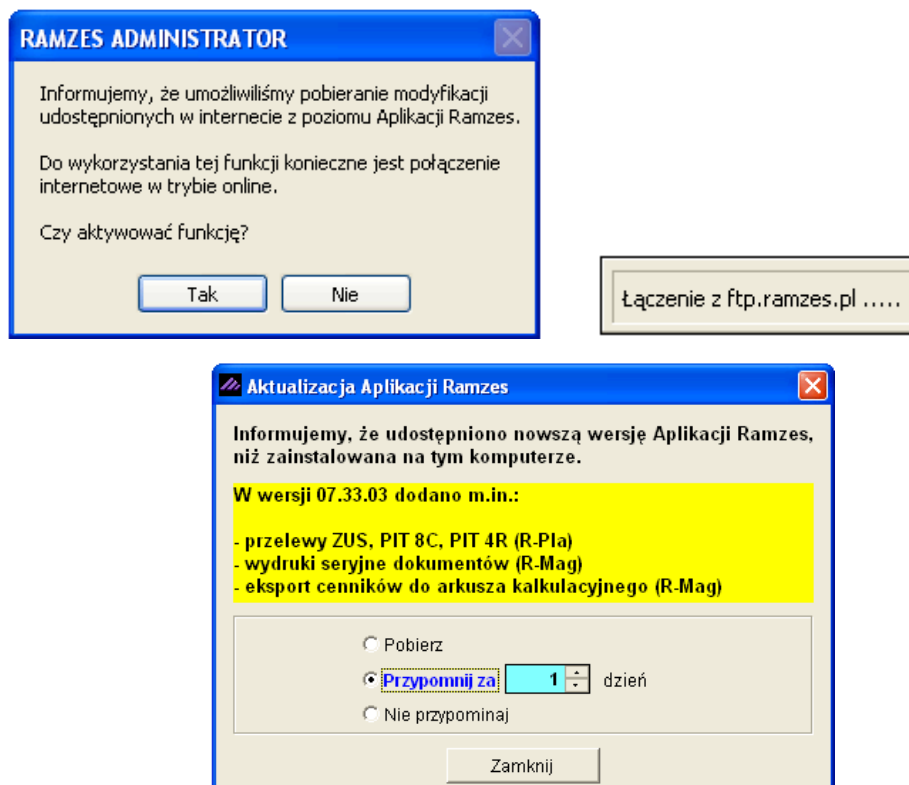 RAMZES ADMINISTRATOR
Informujemy, że umożliwiliśmy pobieranie modyfikacji
udostępnionych w internecie z poziomu Aplikacji Ramzes.
Do wykorzystania tej funkcji konieczne jest połączenie
internetowe w trybie online.
Czy aktywować funkcję?
Tak Nie
Łączenie z ftp.ramzes.pl .....
Aktualizacja Aplikacji Ramzes
Informujemy, że udostępniono nowszą wersję Aplikacji Ramzes,
niż zainstalowana na tym komputerze.
W wersji 07.33.03 dodano m.in.:
- przelewy ZUS, PIT 8C, PIT 4R (R-Pla)
- wydruki seryjne dokumentów (R-Mag)
- eksport cenników do arkusza kalkulacyjnego (R-Mag)
Pobierz
Przypomnij za 1 dzień
Nie przypominaj
Zamknij